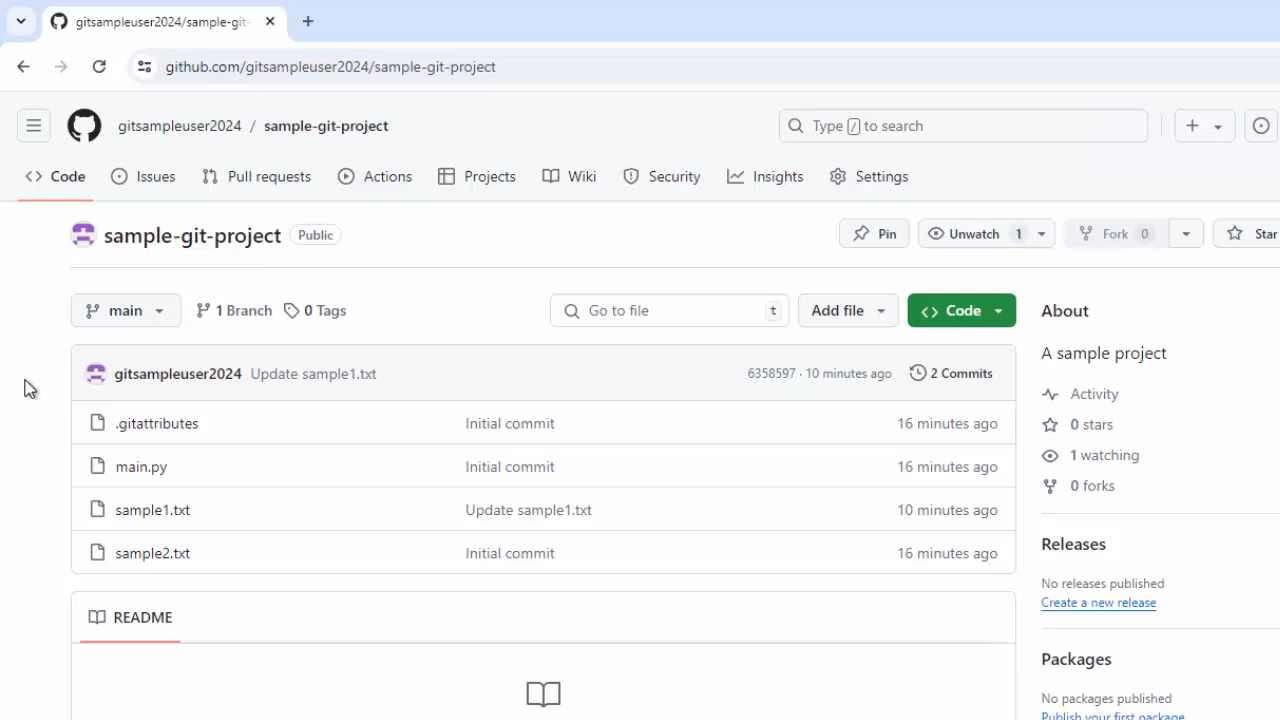 gitsampleuser2024/sample-git-
github.com/gitsampleuser2024/sample-git-project
gitsampleuser2024 / sample-git-project
Type / to search
Code Issues Pull requests Actions Projects Wiki Security Insights Settings
sample-git-project Public
Pin Unwatch 1 Fork 0 Star
main 1 Branch 0 Tags Go to file t Add file Code
About
A sample project
gitsampleuser2024 Update sample1.txt 6358597 · 10 minutes ago 2 Commits
Activity
.gitattributes Initial commit 16 minutes ago
0 stars
1 watching
main.py Initial commit 16 minutes ago
0 forks
sample1.txt Update sample1.txt 10 minutes ago
Releases
sample2.txt Initial commit 16 minutes ago
No releases published
Create a new release
README
Packages
No packages published
Publish your first package